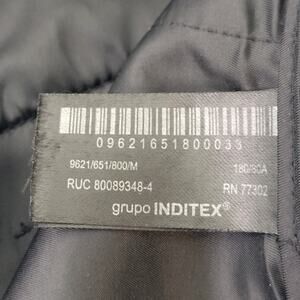 09621651800033
9621/651/800/M 180/80A
RUC 80089348-4 RN 77302
grupo INDITEX®